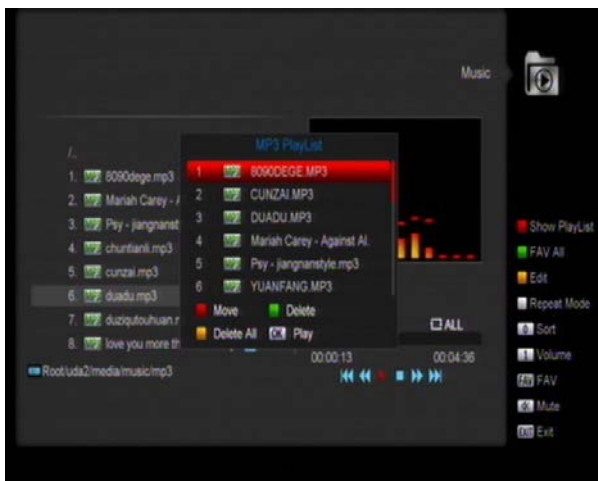 Music
/..
1. 8090dege.mp3
2. Mariah Carey - A
3. Psy - jiangnanst
4. chuntianli.mp3
5. cunzai.mp3
6. duadu.mp3
7. duziqutouhuan.r
8. love you more th
Root/uda2/media/music/mp3
MP3 PlayList
1 8090DEGE.MP3
2 CUNZAI.MP3
3 DUADU.MP3
4 Mariah Carey - Against Al.
5 Psy - jiangnanstyle.mp3
6 YUANFANG.MP3
Move Delete
Delete All OK Play
ALL
00:00:13 00:04:36
Show PlayList
FAV All
Edit
Repeat Mode
0 Sort
1 Volume
FAV FAV
Mute
EXIT Exit